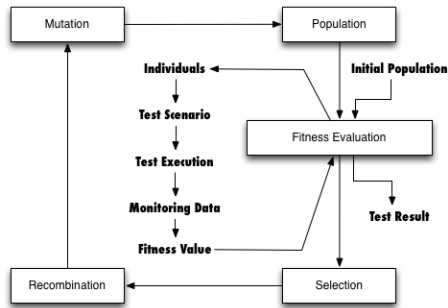 Mutation
Population
Individuals
Initial Population
Test Scenario
Fitness Evaluation
Test Execution
Monitoring Data
Test Result
Fitness Value
Recombination
Selection